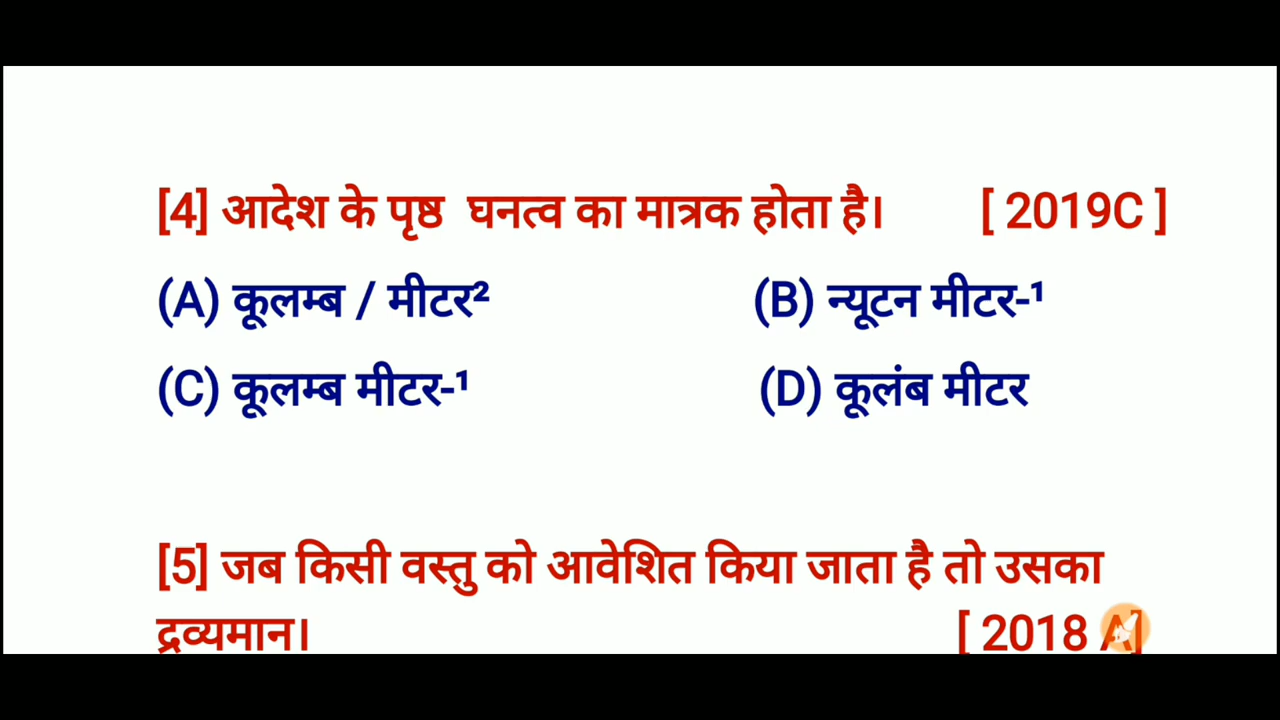 [4] आदेश के पृष्ठ घनत्व का मात्रक होता है। [ 2019C ]
(A) कूलम्ब / मीटर² (B) न्यूटन मीटर-¹
(C) कूलम्ब मीटर-¹ (D) कूलंब मीटर
[5] जब किसी वस्तु को आवेशित किया जाता है तो उसका
द्रव्यमान। [ 2018 A]